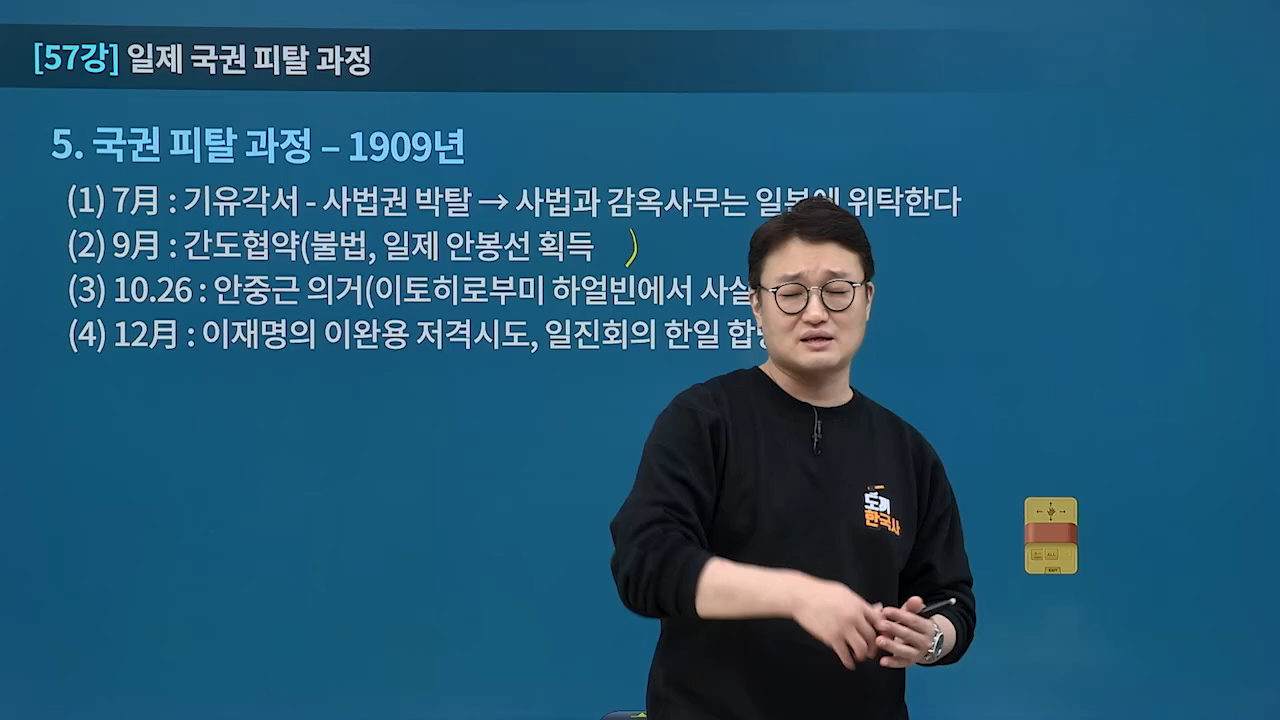 [57강] 일제 국권 피탈 과정
5. 국권 피탈 과정 – 1909년
(1) 7月 : 기유각서 - 사법권 박탈 → 사법과 감옥사무는 일본에 위탁한다
(2) 9月 : 간도협약(불법, 일제 안봉선 획득 )
(3) 10.26 : 안중근 의거(이토히로부미 하얼빈에서 사살
(4) 12月 : 이재명의 이완용 저격시도, 일진회의 한일
도끼
한국사